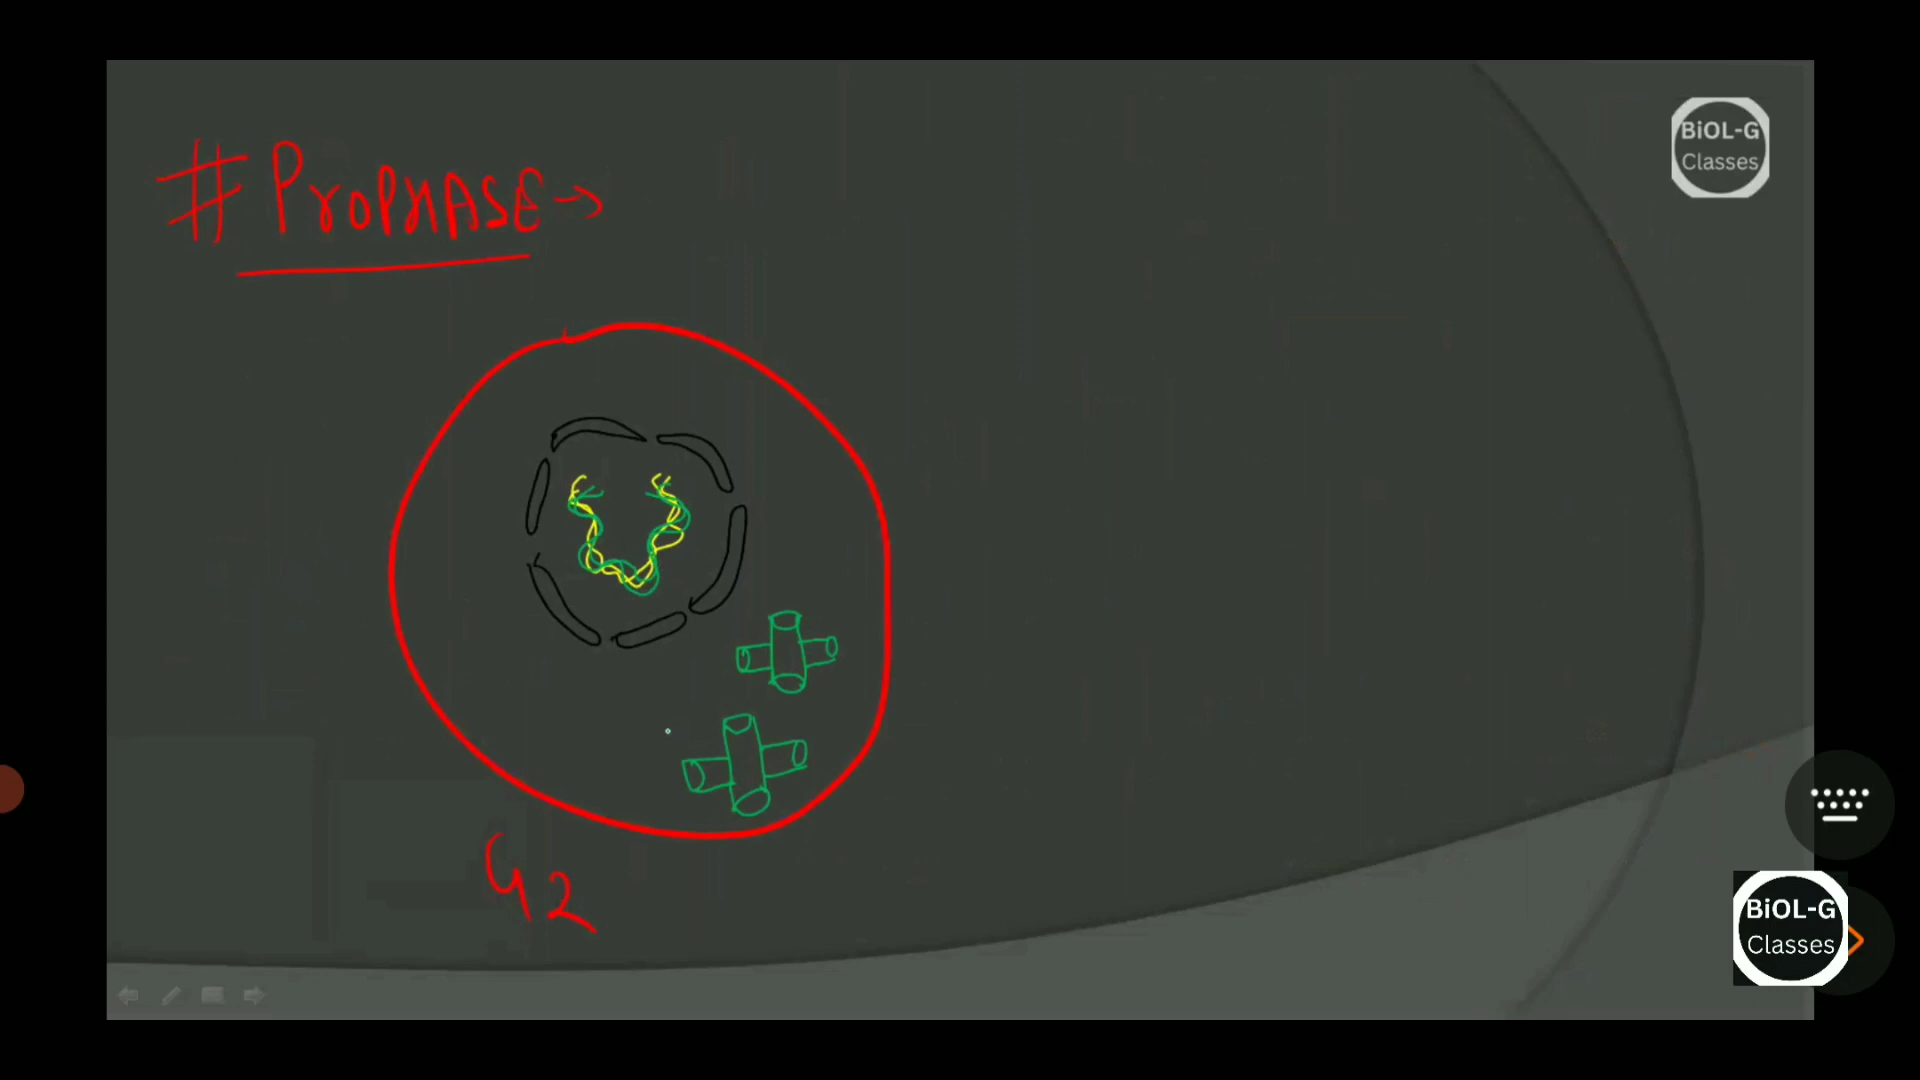 #PROPHASE→
BiOL-G
Classes
G2
BiOL-G
Classes